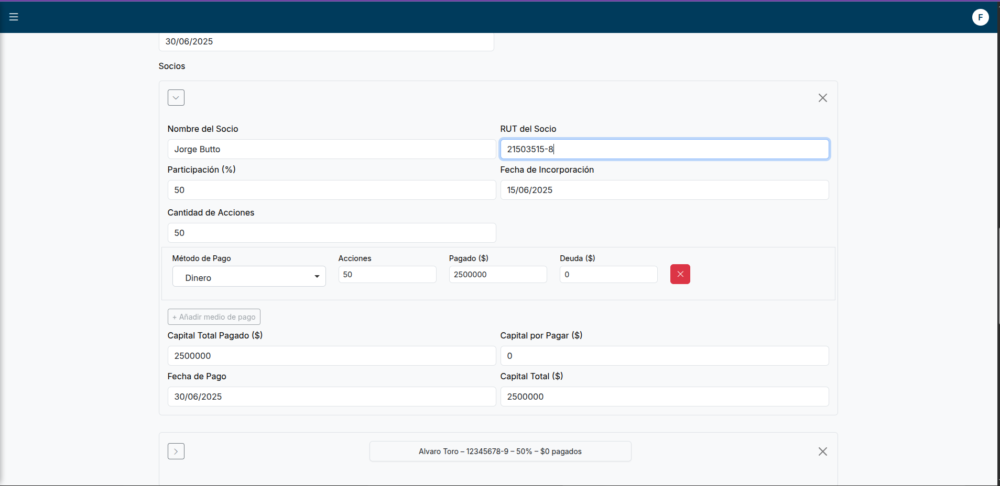 F
30/06/2025
Socios
Nombre del Socio
RUT del Socio
Jorge Butto
21503515-8
Participación (%)
Fecha de Incorporación
50
15/06/2025
Cantidad de Acciones
50
Método de Pago
Acciones
Pagado ($)
Deuda ($)
Dinero
50
2500000
0
+ Añadir medio de pago
Capital Total Pagado ($)
Capital por Pagar ($)
2500000
0
Fecha de Pago
Capital Total ($)
30/06/2025
2500000
Alvaro Toro – 12345678-9 – 50% – $0 pagados